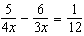 5/4x − 6/3x = 1/12